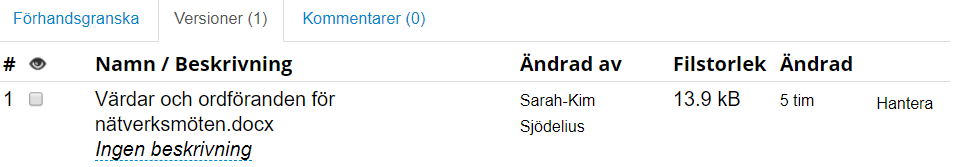 Förhandsgranska Versioner (1) Kommentarer (0)
# Namn / Beskrivning Ändrad av Filstorlek Ändrad
1 Värdar och ordföranden för Sarah-Kim 13.9 kB 5 tim Hantera
nätverksmöten.docx Sjödelius
Ingen beskrivning